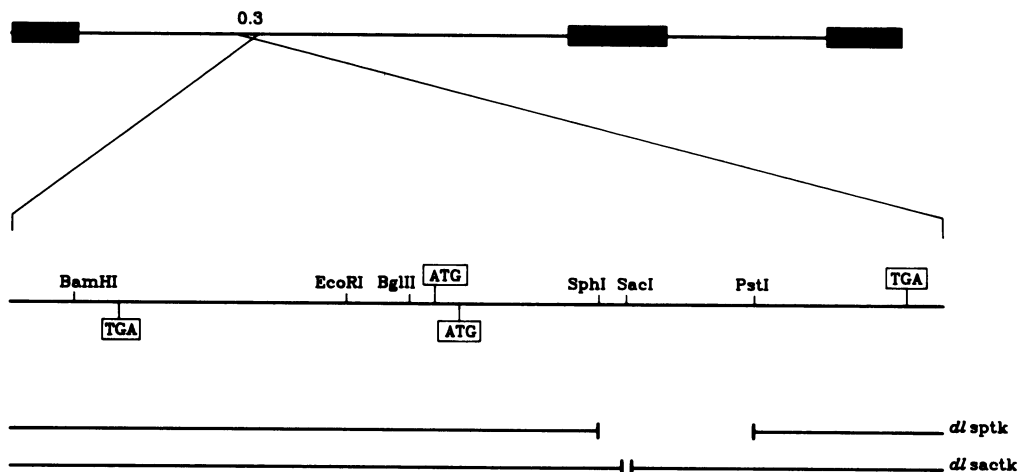 0.3
BamHI EcoRI BglII ATG SphI SacI PstI TGA
TGA ATG
dl sptk
dl sactk